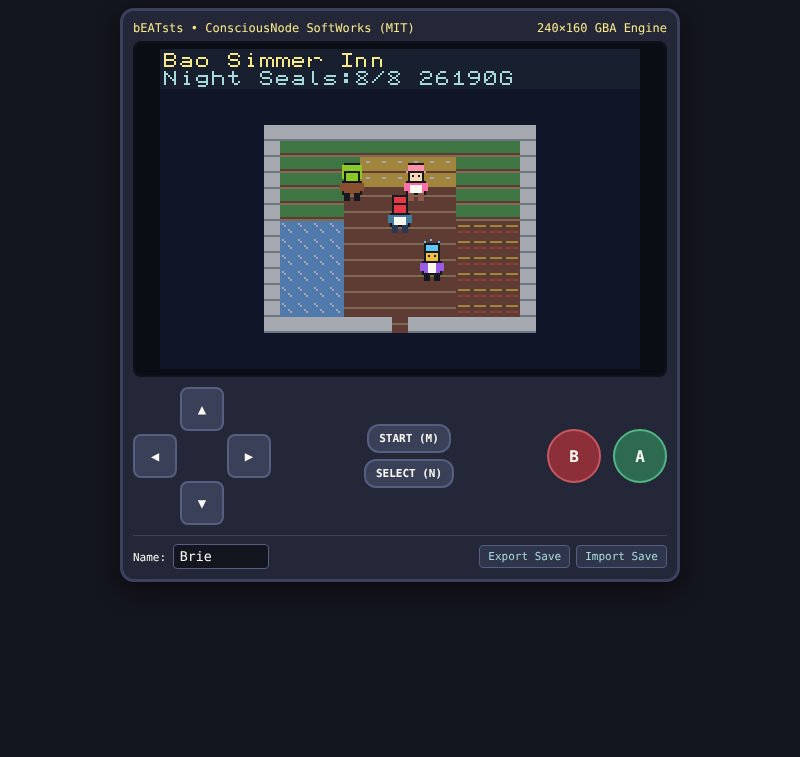 bEATsts • ConsciousNode SoftWorks (MIT)
240×160 GBA Engine
Bao Simmer Inn
Night Seals:8/8 26190G
▲
◀
▶
▼
START (M)
SELECT (N)
B
A
Name: Brie
Export Save
Import Save